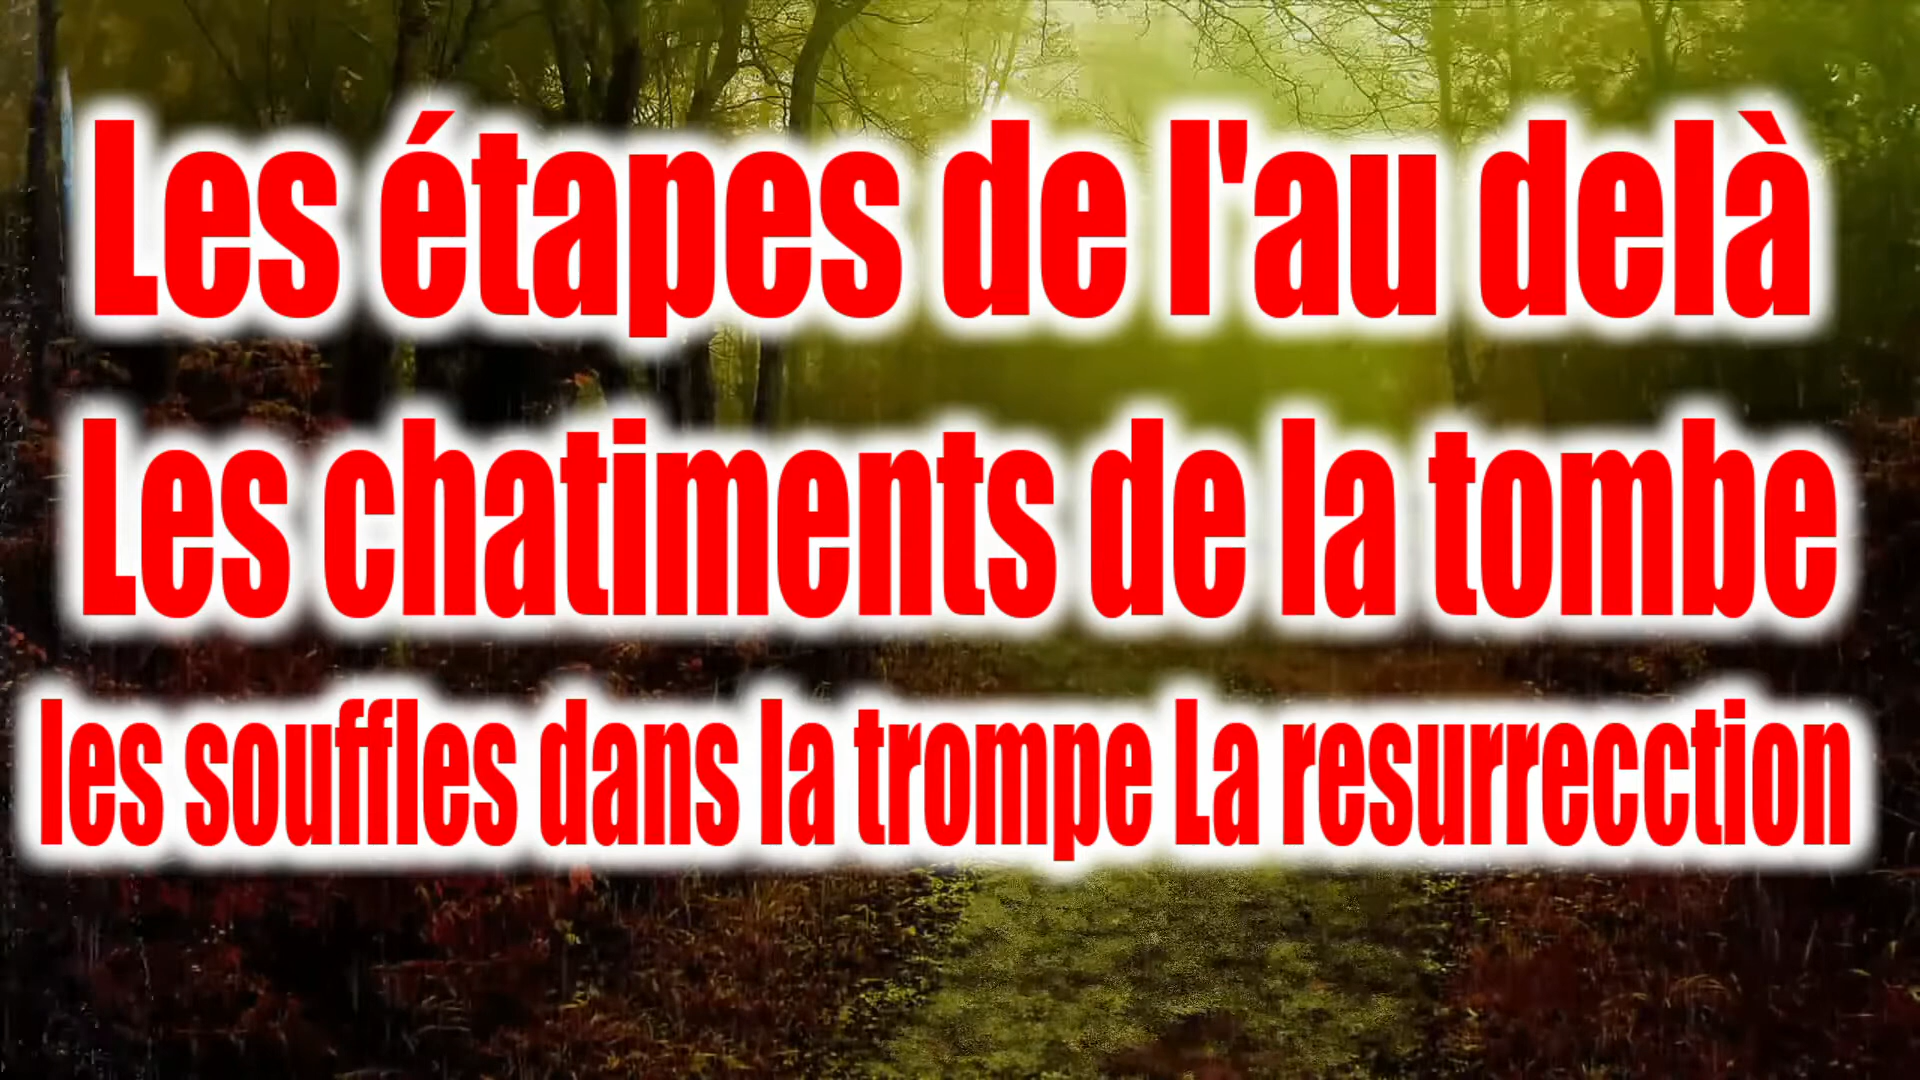 Les étapes de l'au delà
Les chatiments de la tombe
les souffles dans la trompe La resurrecction